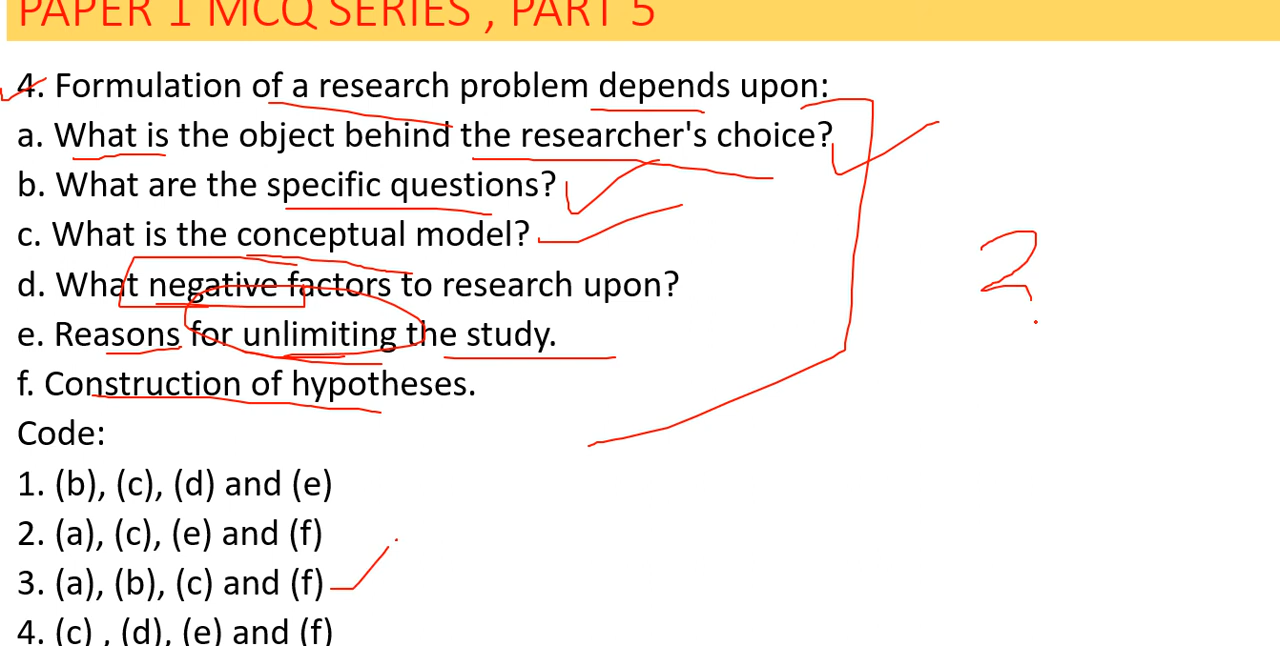 PAPER 1 MCQ SERIES , PART 5
4. Formulation of a research problem depends upon:
a. What is the object behind the researcher's choice?
b. What are the specific questions?
c. What is the conceptual model?
d. What negative factors to research upon?
e. Reasons for unlimiting the study.
f. Construction of hypotheses.
Code:
1. (b), (c), (d) and (e)
2. (a), (c), (e) and (f)
3. (a), (b), (c) and (f)
4. (c) , (d), (e) and (f)
?